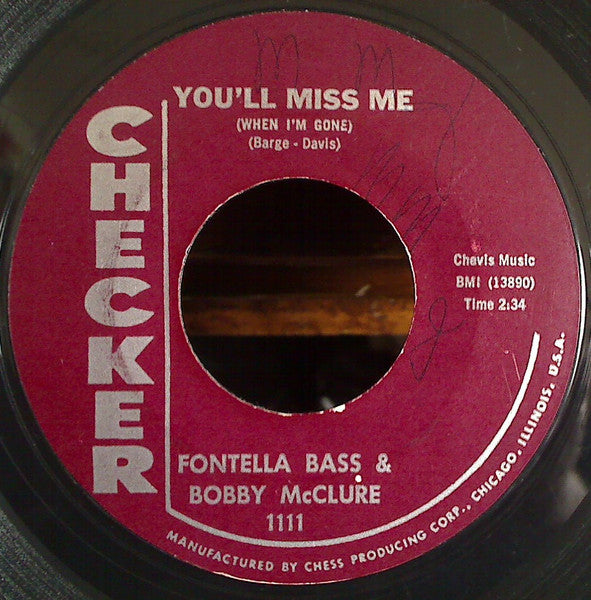 CHECKER
YOU'LL MISS ME
(WHEN I'M GONE)
(Barge - Davis)
Chevis Music
BMI (13890)
Time 2:34
FONTELLA BASS &
BOBBY McCLURE
1111
MANUFACTURED BY CHESS PRODUCING CORP., CHICAGO, ILLINOIS, U.S.A.